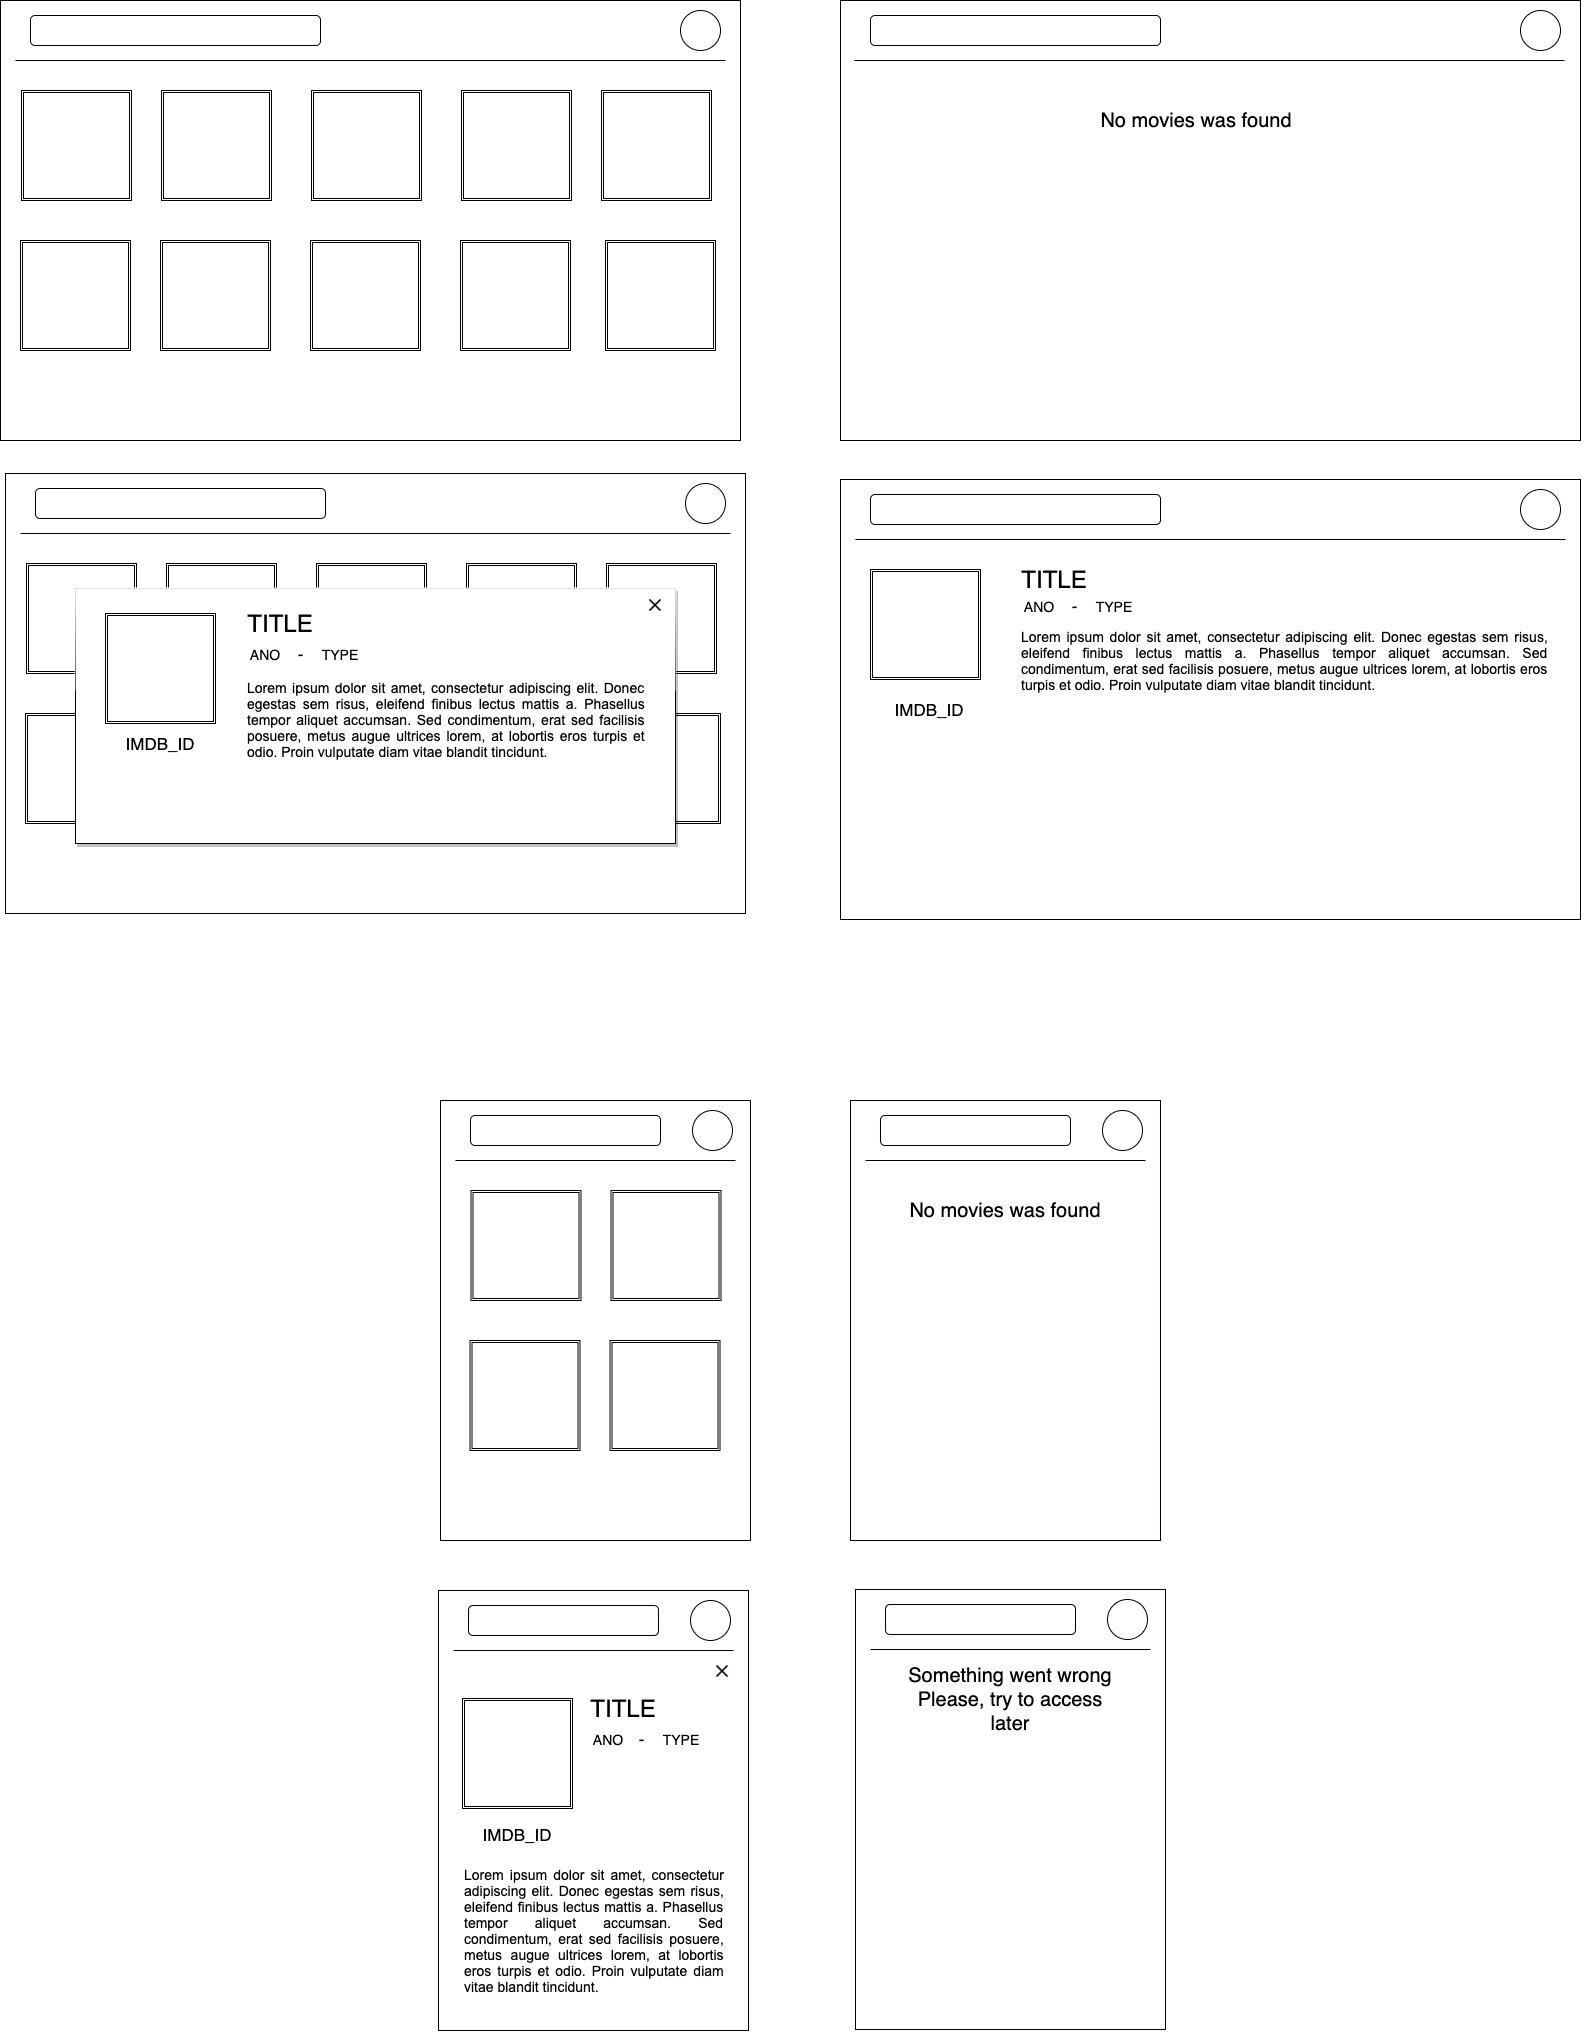 No movies was found
TITLE
ANO - TYPE
Lorem ipsum dolor sit amet, consectetur adipiscing elit. Donec
egestas sem risus, eleifend finibus lectus mattis a. Phasellus
tempor aliquet accumsan. Sed condimentum, erat sed facilisis
posuere, metus augue ultrices lorem, at lobortis eros turpis et
odio. Proin vulputate diam vitae blandit tincidunt.
IMDB_ID
TITLE
ANO - TYPE
Lorem ipsum dolor sit amet, consectetur adipiscing elit. Donec egestas sem risus,
eleifend finibus lectus mattis a. Phasellus tempor aliquet accumsan. Sed
condimentum, erat sed facilisis posuere, metus augue ultrices lorem, at lobortis eros
turpis et odio. Proin vulputate diam vitae blandit tincidunt.
IMDB_ID
No movies was found
TITLE
ANO - TYPE
IMDB_ID
Lorem ipsum dolor sit amet, consectetur
adipiscing elit. Donec egestas sem risus,
eleifend finibus lectus mattis a. Phasellus
tempor aliquet accumsan. Sed
condimentum, erat sed facilisis posuere,
metus augue ultrices lorem, at lobortis
eros turpis et odio. Proin vulputate diam
vitae blandit tincidunt.
Something went wrong
Please, try to access
later